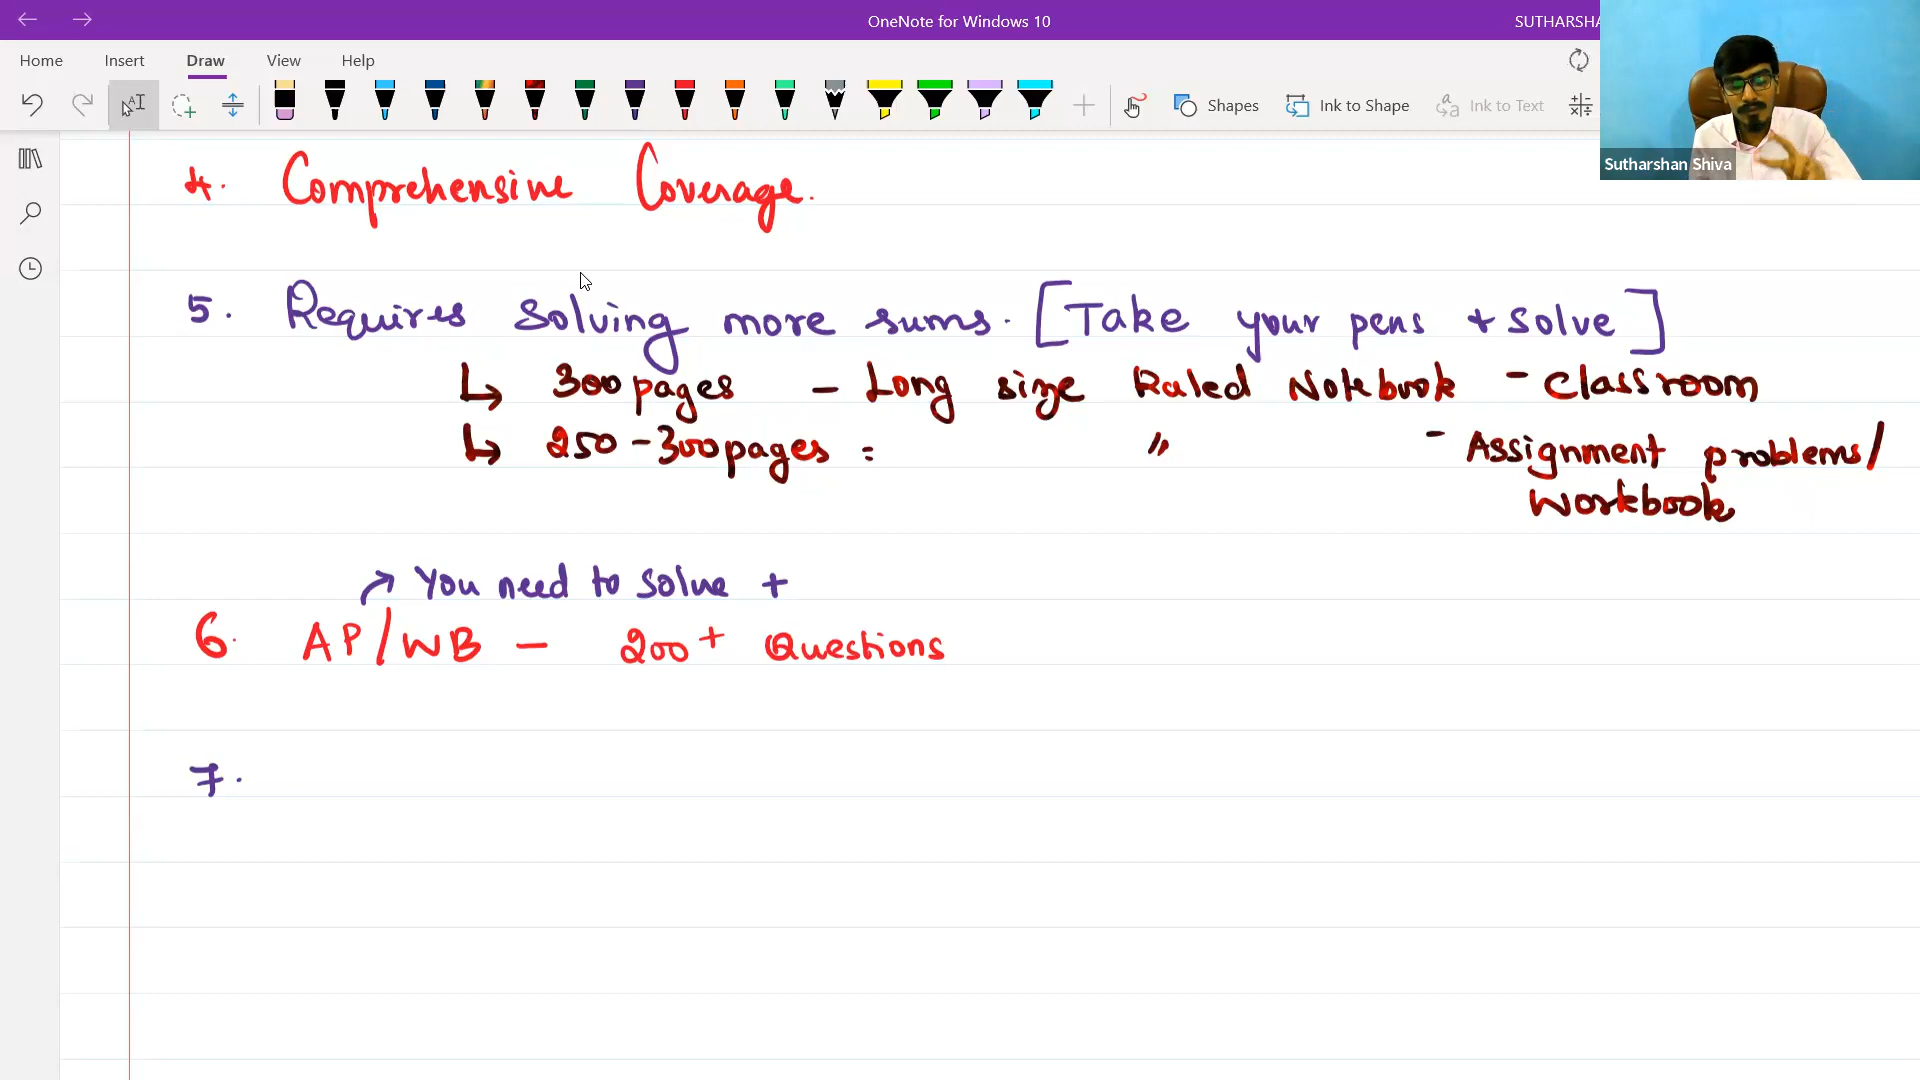 OneNote for Windows 10
SUTHARSHA
Home Insert Draw View Help
Shapes Ink to Shape Ink to Text
Sutharshan Shiva
4. Comprehensive Coverage.
5. Requires solving more sums. [Take your pens + solve]
↳ 300 pages - Long size Ruled Notebook - Classroom
↳ 250-300 pages = " - Assignment problems/
Workbook
↗ You need to solve +
6. AP/WB - 200+ Questions
7.